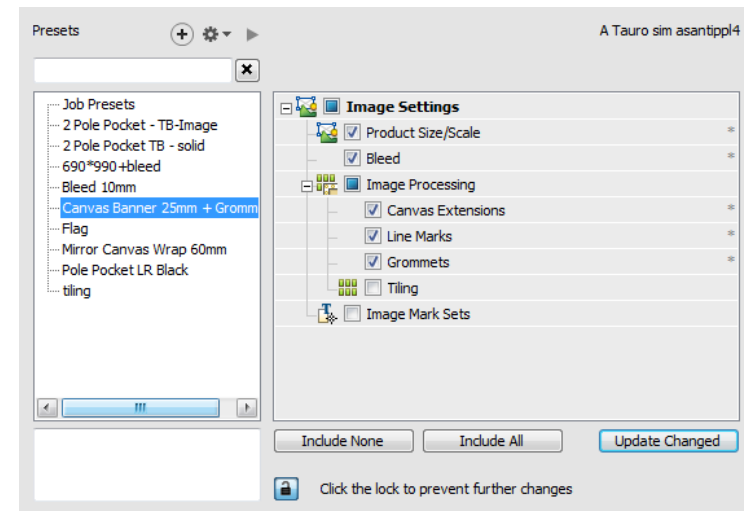 Presets
A Tauro sim asantippl4
Job Presets
2 Pole Pocket - TB-Image
2 Pole Pocket TB - solid
690*990+bleed
Bleed 10mm
Canvas Banner 25mm + Gromm
Flag
Mirror Canvas Wrap 60mm
Pole Pocket LR Black
tiling
Image Settings
Product Size/Scale *
Bleed *
Image Processing
Canvas Extensions *
Line Marks *
Grommets *
Tiling
Image Mark Sets
Include None Include All Update Changed
Click the lock to prevent further changes